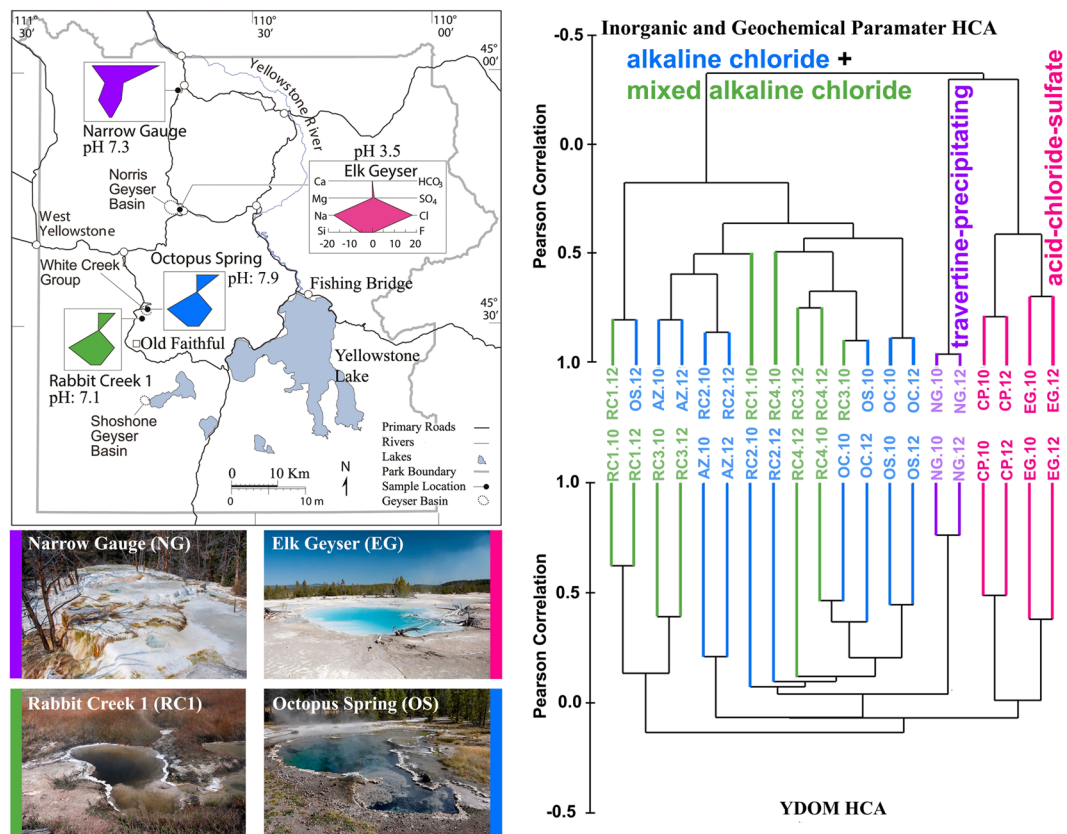 111°
30'
110°
30'
110°
00'
45°
00'
Yellowstone River
Narrow Gauge
pH 7.3
pH 3.5
Elk Geyser
Ca
HCO3
Mg
SO4
Na
Cl
Si
F
-20 -10 0 10 20
Norris
Geyser
Basin
West
Yellowstone
White Creek
Group
Octopus Spring
pH: 7.9
Fishing Bridge
45°
30'
Old Faithful
Yellowstone
Lake
Rabbit Creek 1
pH: 7.1
Shoshone
Geyser
Basin
0 10 Km
0 10 mi
N
Primary Roads
Rivers
Lakes
Park Boundary
Sample Location
Geyser Basin
Narrow Gauge (NG)
Elk Geyser (EG)
Rabbit Creek 1 (RC1)
Octopus Spring (OS)
Inorganic and Geochemical Paramater HCA
alkaline chloride +
mixed alkaline chloride
travertine-precipitating
acid-chloride-sulfate
Pearson Correlation
-0.5
0.0
0.5
1.0
RC1.12 OS.12 AZ.10 AZ.12 RC2.10 RC2.12 RC1.10 RC4.10 RC3.12 RC4.12 RC3.10 OS.10 OC.10 OC.12 NG.10 NG.12 CP.10 CP.12 EG.10 EG.12
RC1.10 RC1.12 RC3.10 RC3.12 AZ.10 AZ.12 RC2.10 RC2.12 RC4.12 RC4.10 OC.10 OC.12 OS.10 OS.12 NG.10 NG.12 CP.10 CP.12 EG.10 EG.12
Pearson Correlation
1.0
0.5
0.0
-0.5
YDOM HCA